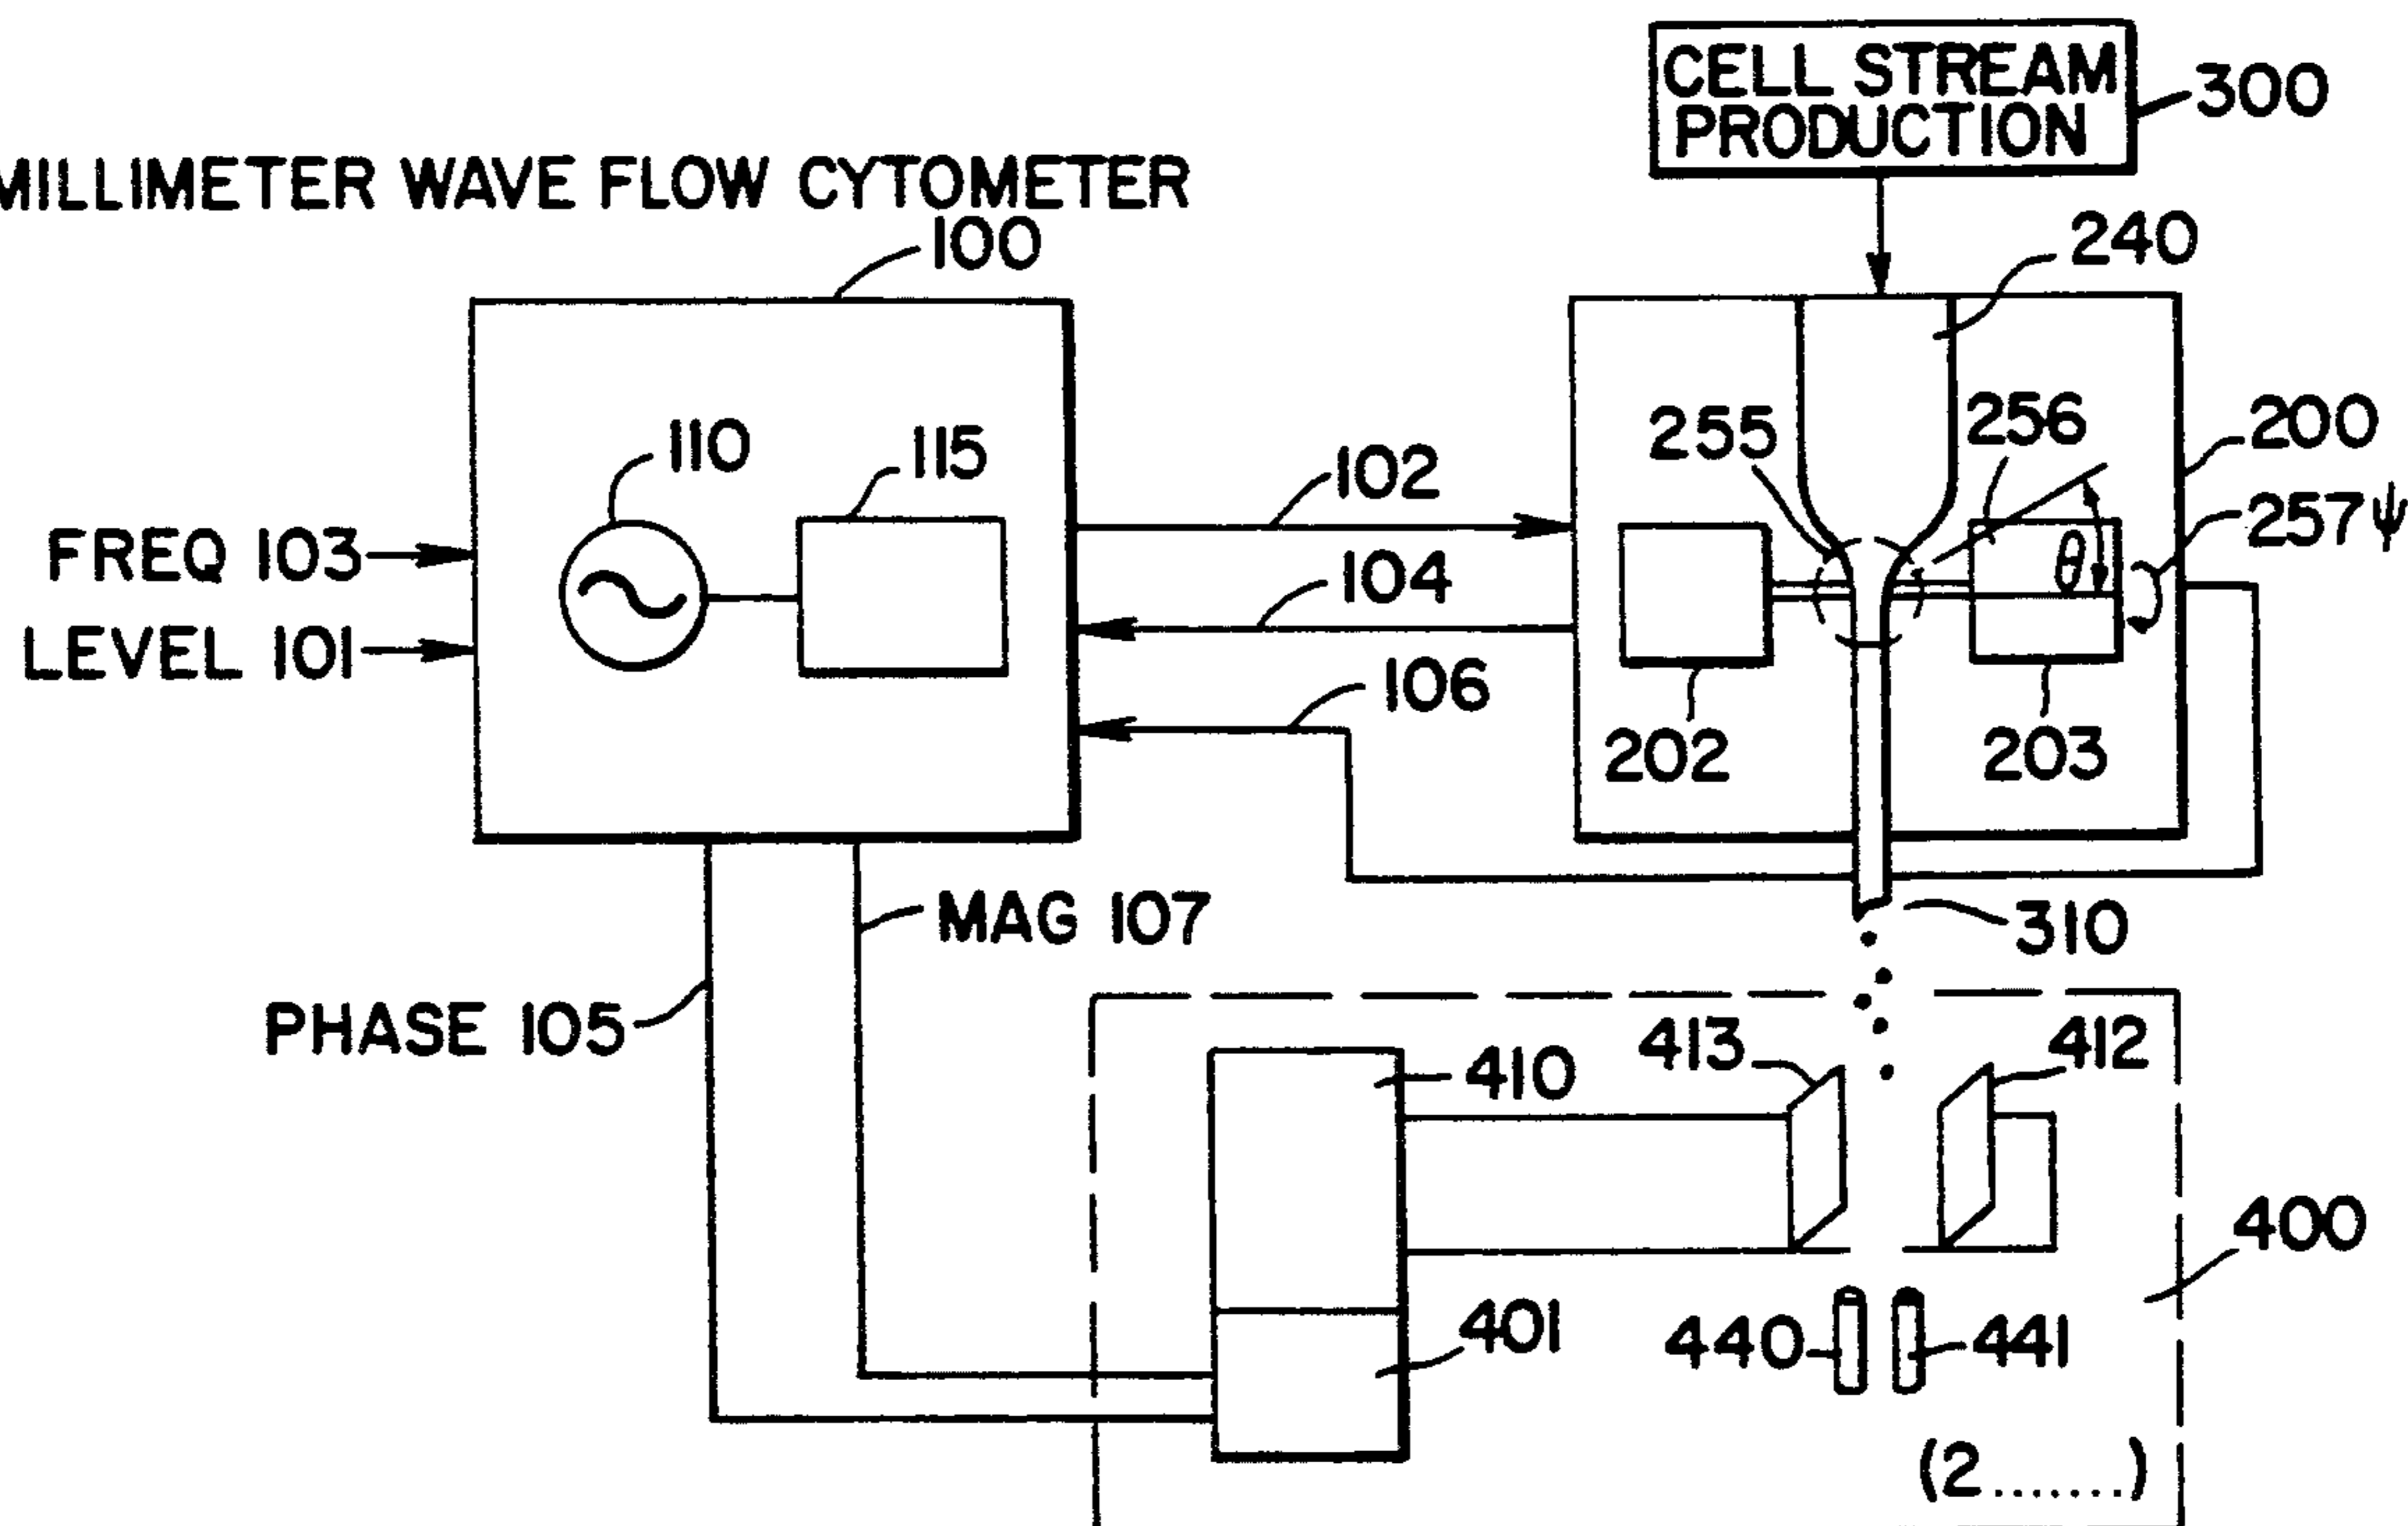 CELL STREAM
PRODUCTION
300
MILLIMETER WAVE FLOW CYTOMETER
100
240
110
115
102
255
256
200
257 ψ
FREQ 103
104
θ
LEVEL 101
106
202
203
MAG 107
310
PHASE 105
413
412
410
400
401
440
441
(2.......)